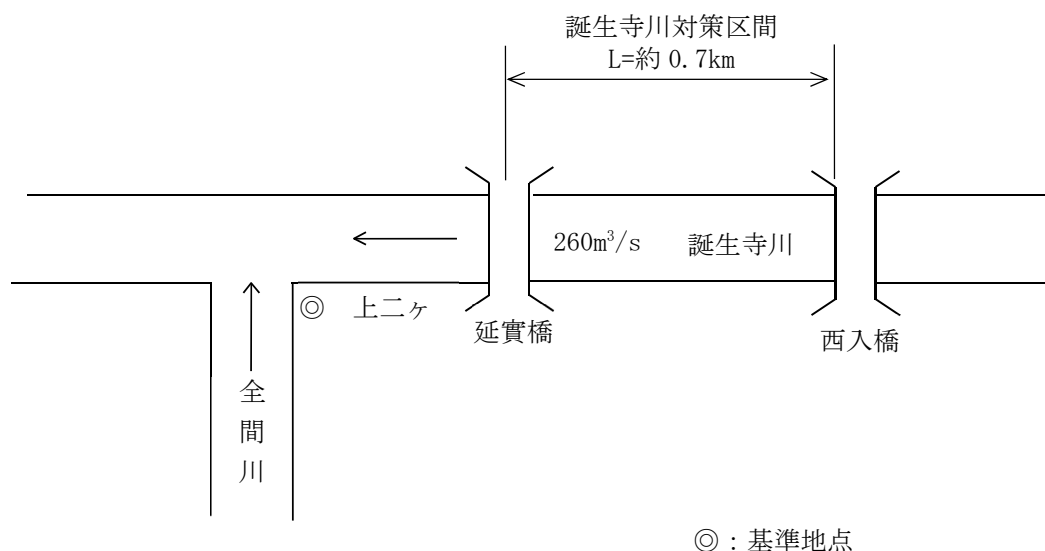 誕生寺川対策区間
L=約 0.7km
260m³/s 誕生寺川
◎ 上二ヶ
延實橋
西入橋
全間川
◎：基準地点